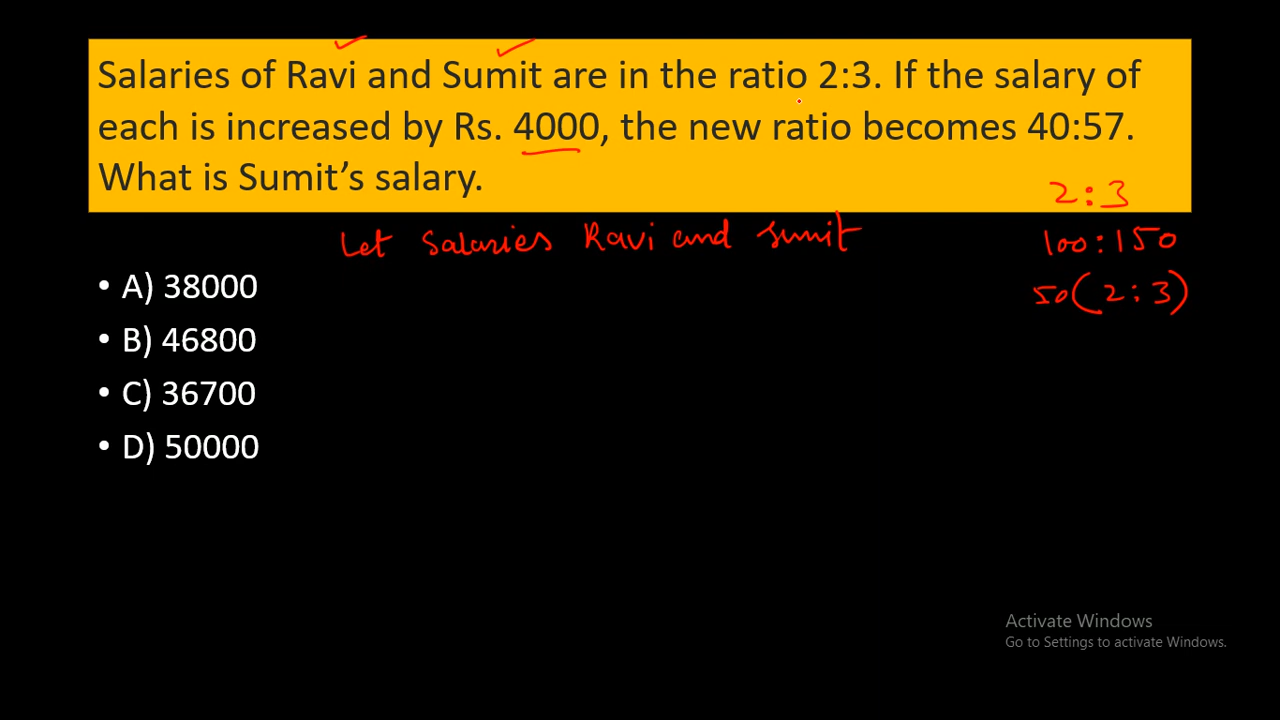 Salaries of Ravi and Sumit are in the ratio 2:3. If the salary of
each is increased by Rs. 4000, the new ratio becomes 40:57.
What is Sumit’s salary.
2:3
Let Salaries Ravi and Sumit
100:150
50(2:3)
• A) 38000
• B) 46800
• C) 36700
• D) 50000
Activate Windows
Go to Settings to activate Windows.